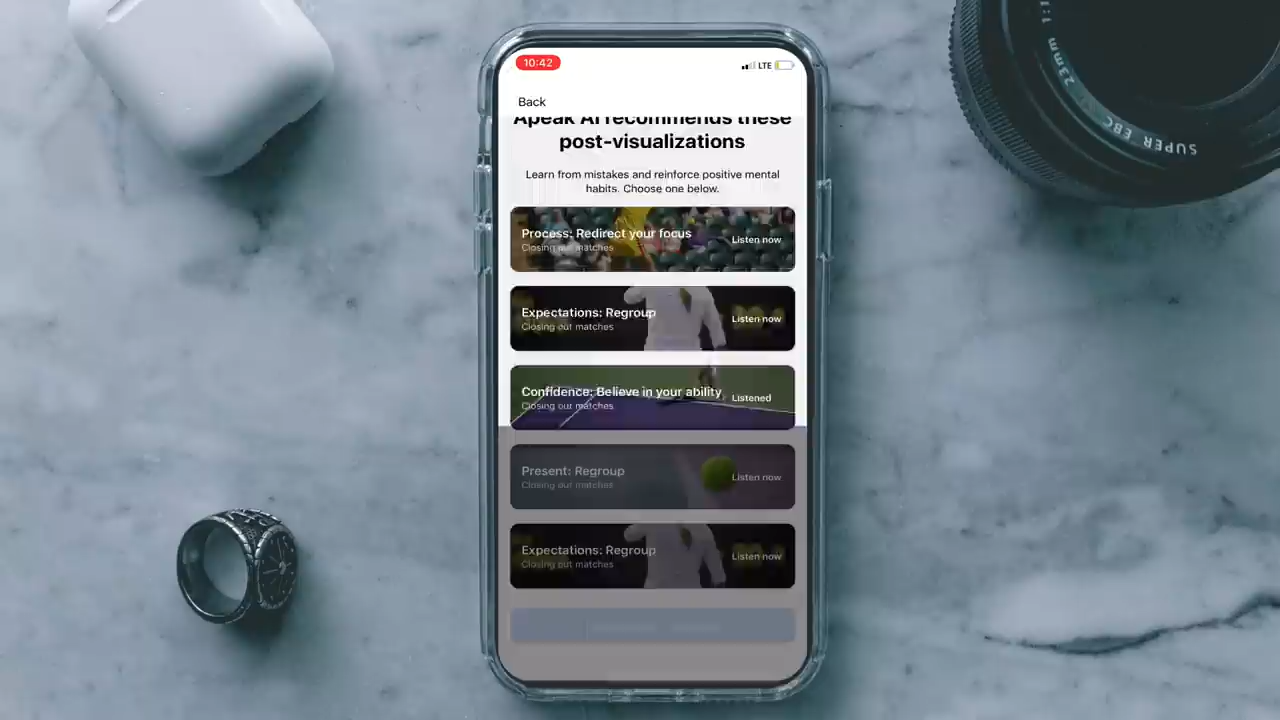 10:42
LTE
Back
Apeak AI recommends these
post-visualizations
Learn from mistakes and reinforce positive mental
habits. Choose one below.
Process: Redirect your focus
Closing out matches
Listen now
Expectations: Regroup
Closing out matches
Listen now
Confidence: Believe in your ability
Closing out matches
Listened
Present: Regroup
Closing out matches
Listen now
Expectations: Regroup
Closing out matches
Listen now
SUPER EBC
23mm
1:1